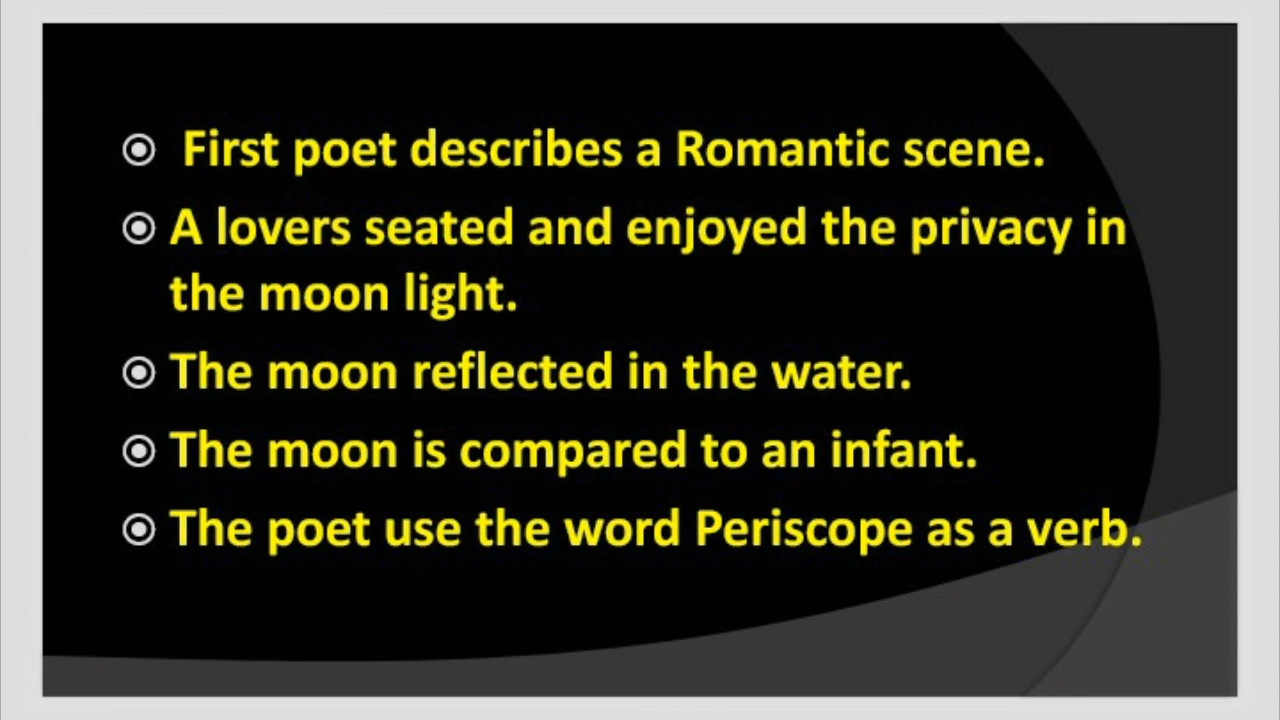 First poet describes a Romantic scene.
A lovers seated and enjoyed the privacy in
the moon light.
The moon reflected in the water.
The moon is compared to an infant.
The poet use the word Periscope as a verb.